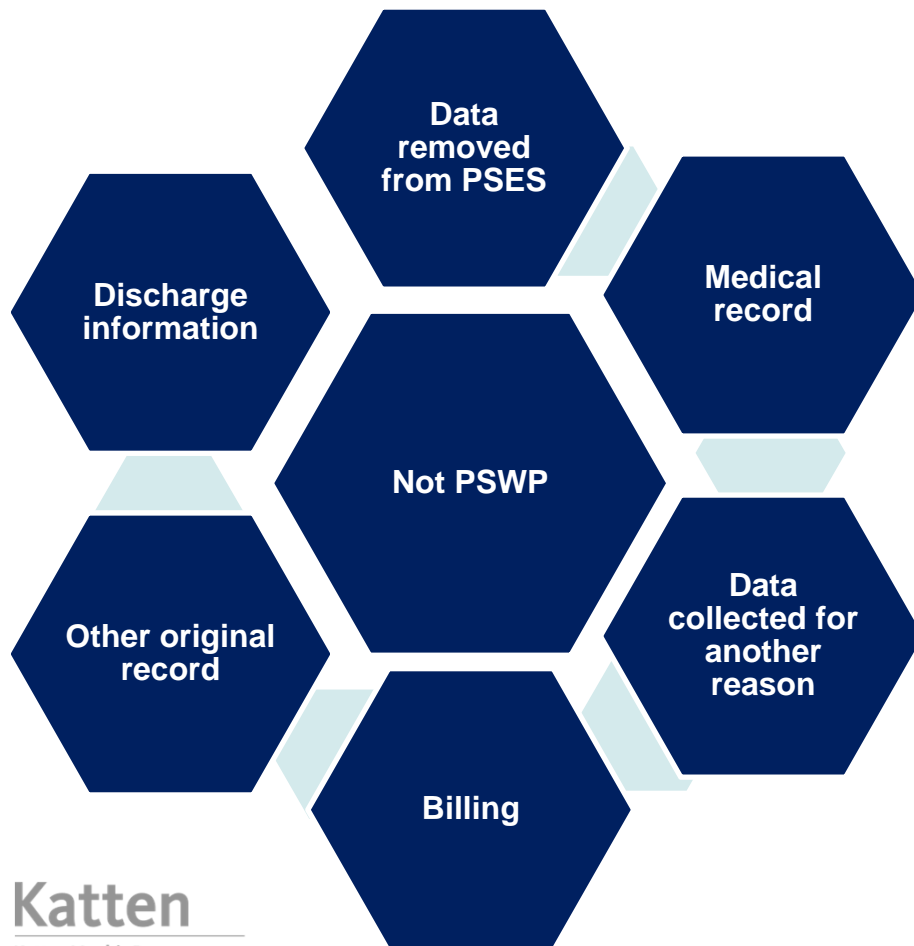 Data
removed
from PSES
Medical
record
Discharge
information
Not PSWP
Data
collected for
another
reason
Other original
record
Billing
Katten